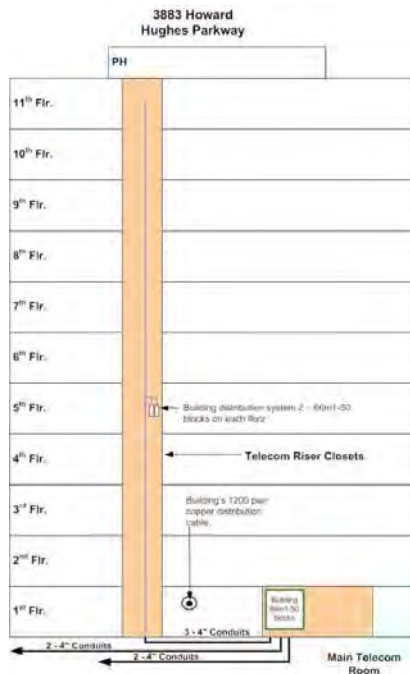 3883 Howard
Hughes Parkway
PH
11th Flr.
10th Flr.
9th Flr.
8th Flr.
7th Flr.
6th Flr.
5th Flr.
Building distribution system 2 - 66m1-50
blocks on each floor
4th Flr.
Telecom Riser Closets
3rd Flr.
Building's 1200 pair
copper distribution
cable.
2nd Flr.
1st Flr.
Building
66m1-50
blocks
3 - 4" Conduits
2 - 4" Conduits
2 - 4" Conduits
Main Telecom
Room